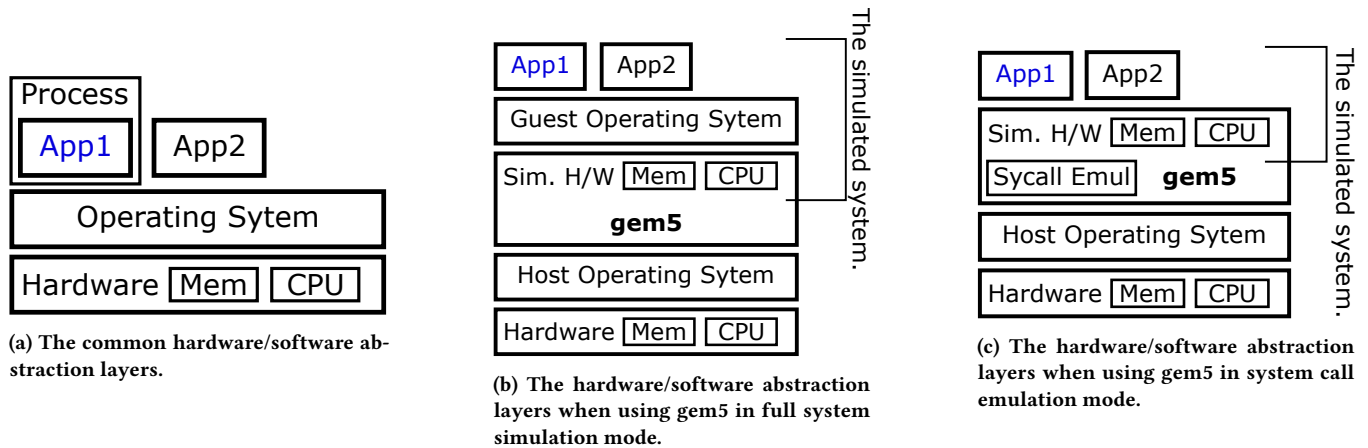 Process
App1
App2
Operating Sytem
Hardware
Mem
CPU
(a) The common hardware/software ab-
straction layers.
App1
App2
Guest Operating Sytem
Sim. H/W
Mem
CPU
gem5
Host Operating Sytem
Hardware
Mem
CPU
The simulated system.
(b) The hardware/software abstraction
layers when using gem5 in full system
simulation mode.
App1
App2
Sim. H/W
Mem
CPU
Sycall Emul
gem5
Host Operating Sytem
Hardware
Mem
CPU
The simulated system.
(c) The hardware/software abstraction
layers when using gem5 in system call
emulation mode.